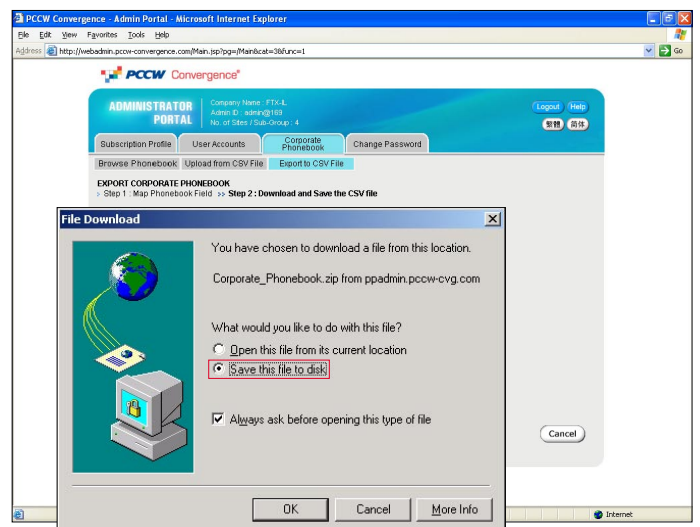 PCCW Convergence - Admin Portal - Microsoft Internet Explorer
File Edit View Favorites Tools Help
Address http://webadmin.pccw-convergence.com/Main.jsp?pg=/Main&cat=3&func=1 Go
PCCW Convergence
ADMINISTRATOR PORTAL
Company Name : FTX-L
Admin ID : admin@169
No. of Sites / Sub-Group : 4
Logout Help
繁體 简体
Subscription Profile User Accounts Corporate Phonebook Change Password
Browse Phonebook Upload from CSV File Export to CSV File
EXPORT CORPORATE PHONEBOOK
Step 1 : Map Phonebook Field >> Step 2 : Download and Save the CSV file
File Download
You have chosen to download a file from this location.
Corporate_Phonebook.zip from ppadmin.pccw-cvg.com
What would you like to do with this file?
Open this file from its current location
Save this file to disk
Always ask before opening this type of file
Cancel
OK Cancel More Info
Internet